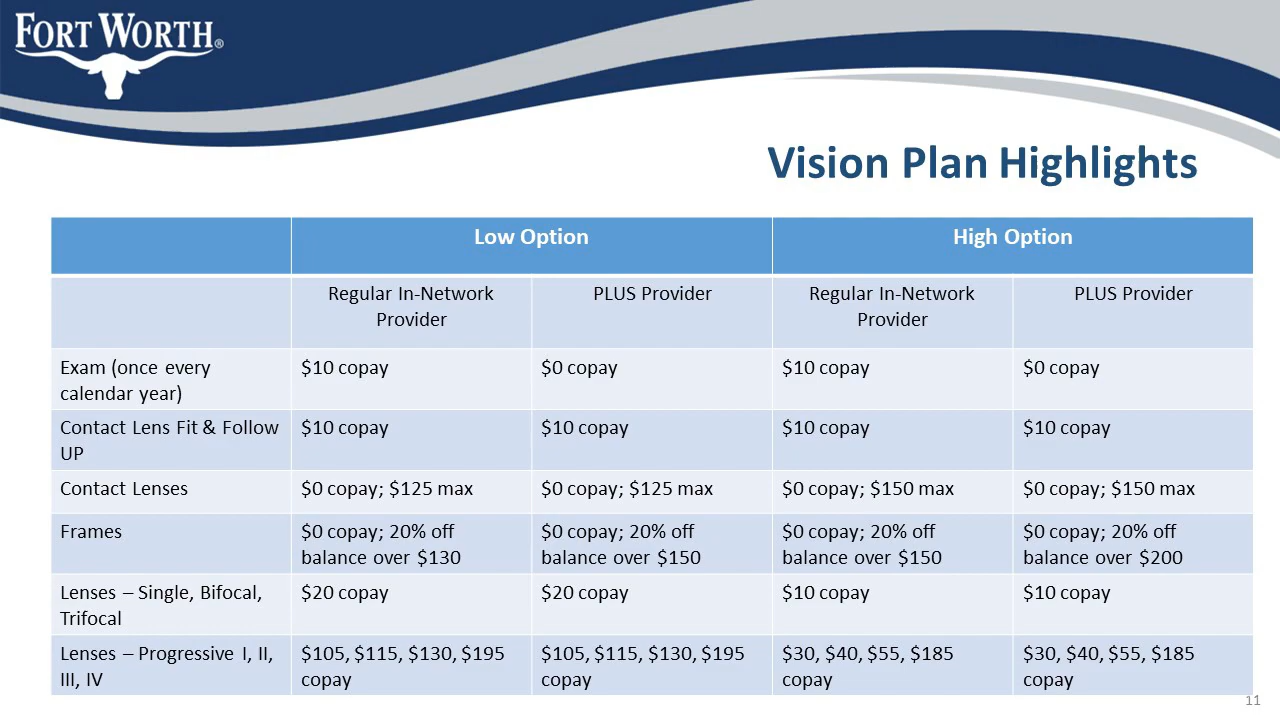 FORT WORTH®
Vision Plan Highlights
Low Option
High Option
Regular In-Network
Provider
PLUS Provider
Regular In-Network
Provider
PLUS Provider
Exam (once every
calendar year)
$10 copay
$0 copay
$10 copay
$0 copay
Contact Lens Fit & Follow
UP
$10 copay
$10 copay
$10 copay
$10 copay
Contact Lenses
$0 copay; $125 max
$0 copay; $125 max
$0 copay; $150 max
$0 copay; $150 max
Frames
$0 copay; 20% off
balance over $130
$0 copay; 20% off
balance over $150
$0 copay; 20% off
balance over $150
$0 copay; 20% off
balance over $200
Lenses – Single, Bifocal,
Trifocal
$20 copay
$20 copay
$10 copay
$10 copay
Lenses – Progressive I, II,
III, IV
$105, $115, $130, $195
copay
$105, $115, $130, $195
copay
$30, $40, $55, $185
copay
$30, $40, $55, $185
copay
11